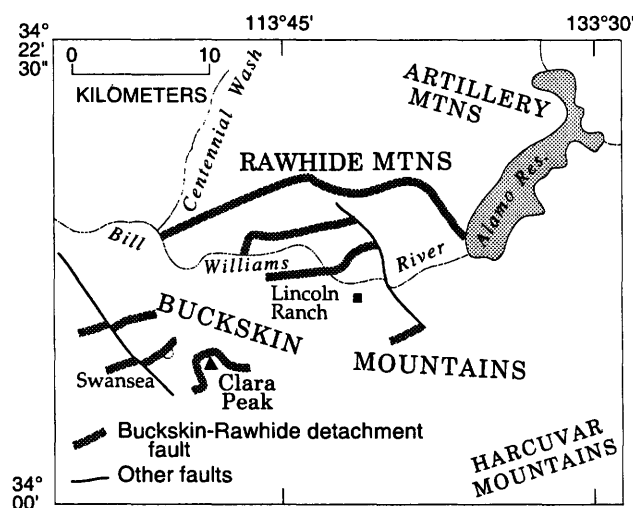 113°45'
133°30'
34°
22'
30"
0 10
KILOMETERS
Centennial Wash
ARTILLERY
MTNS
RAWHIDE MTNS
Alamo Res.
Bill
Williams
River
Lincoln
Ranch
BUCKSKIN
MOUNTAINS
Swansea
Clara
Peak
Buckskin-Rawhide detachment
fault
Other faults
HARCUVAR
MOUNTAINS
34°
00'